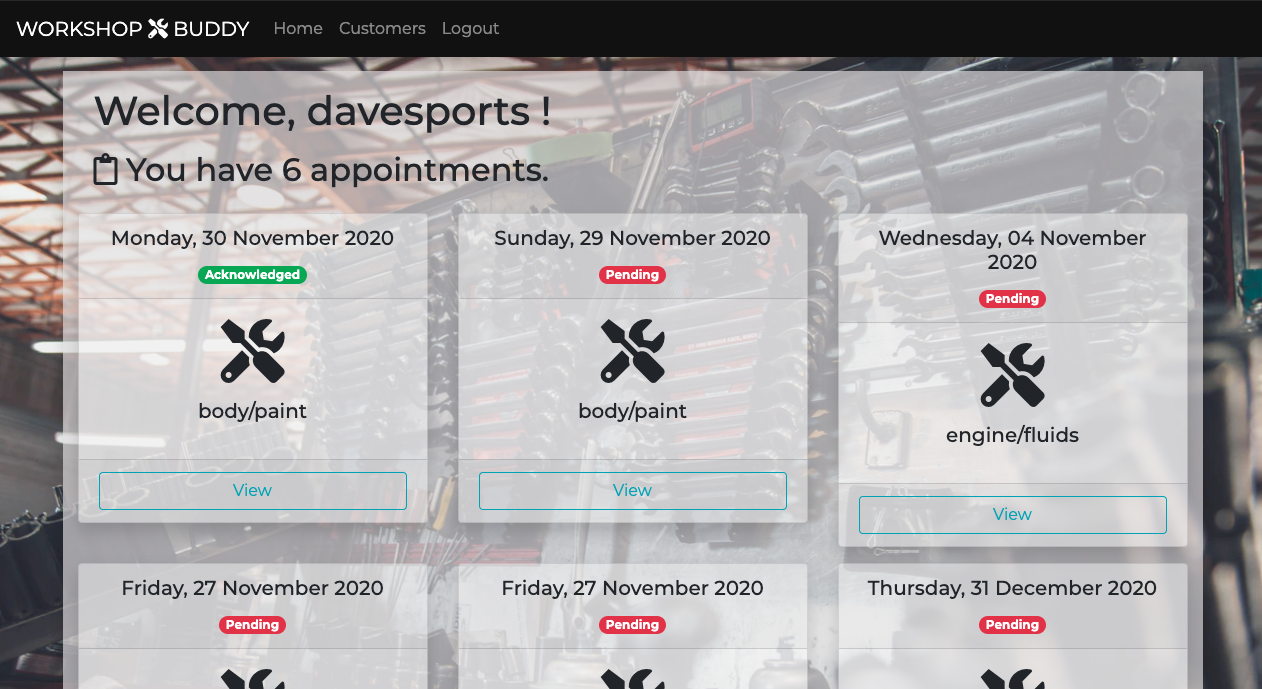 WORKSHOP BUDDY Home Customers Logout
Welcome, davesports !
You have 6 appointments.
Monday, 30 November 2020
Acknowledged
body/paint
View
Sunday, 29 November 2020
Pending
body/paint
View
Wednesday, 04 November
2020
Pending
engine/fluids
View
Friday, 27 November 2020
Pending
Friday, 27 November 2020
Pending
Thursday, 31 December 2020
Pending